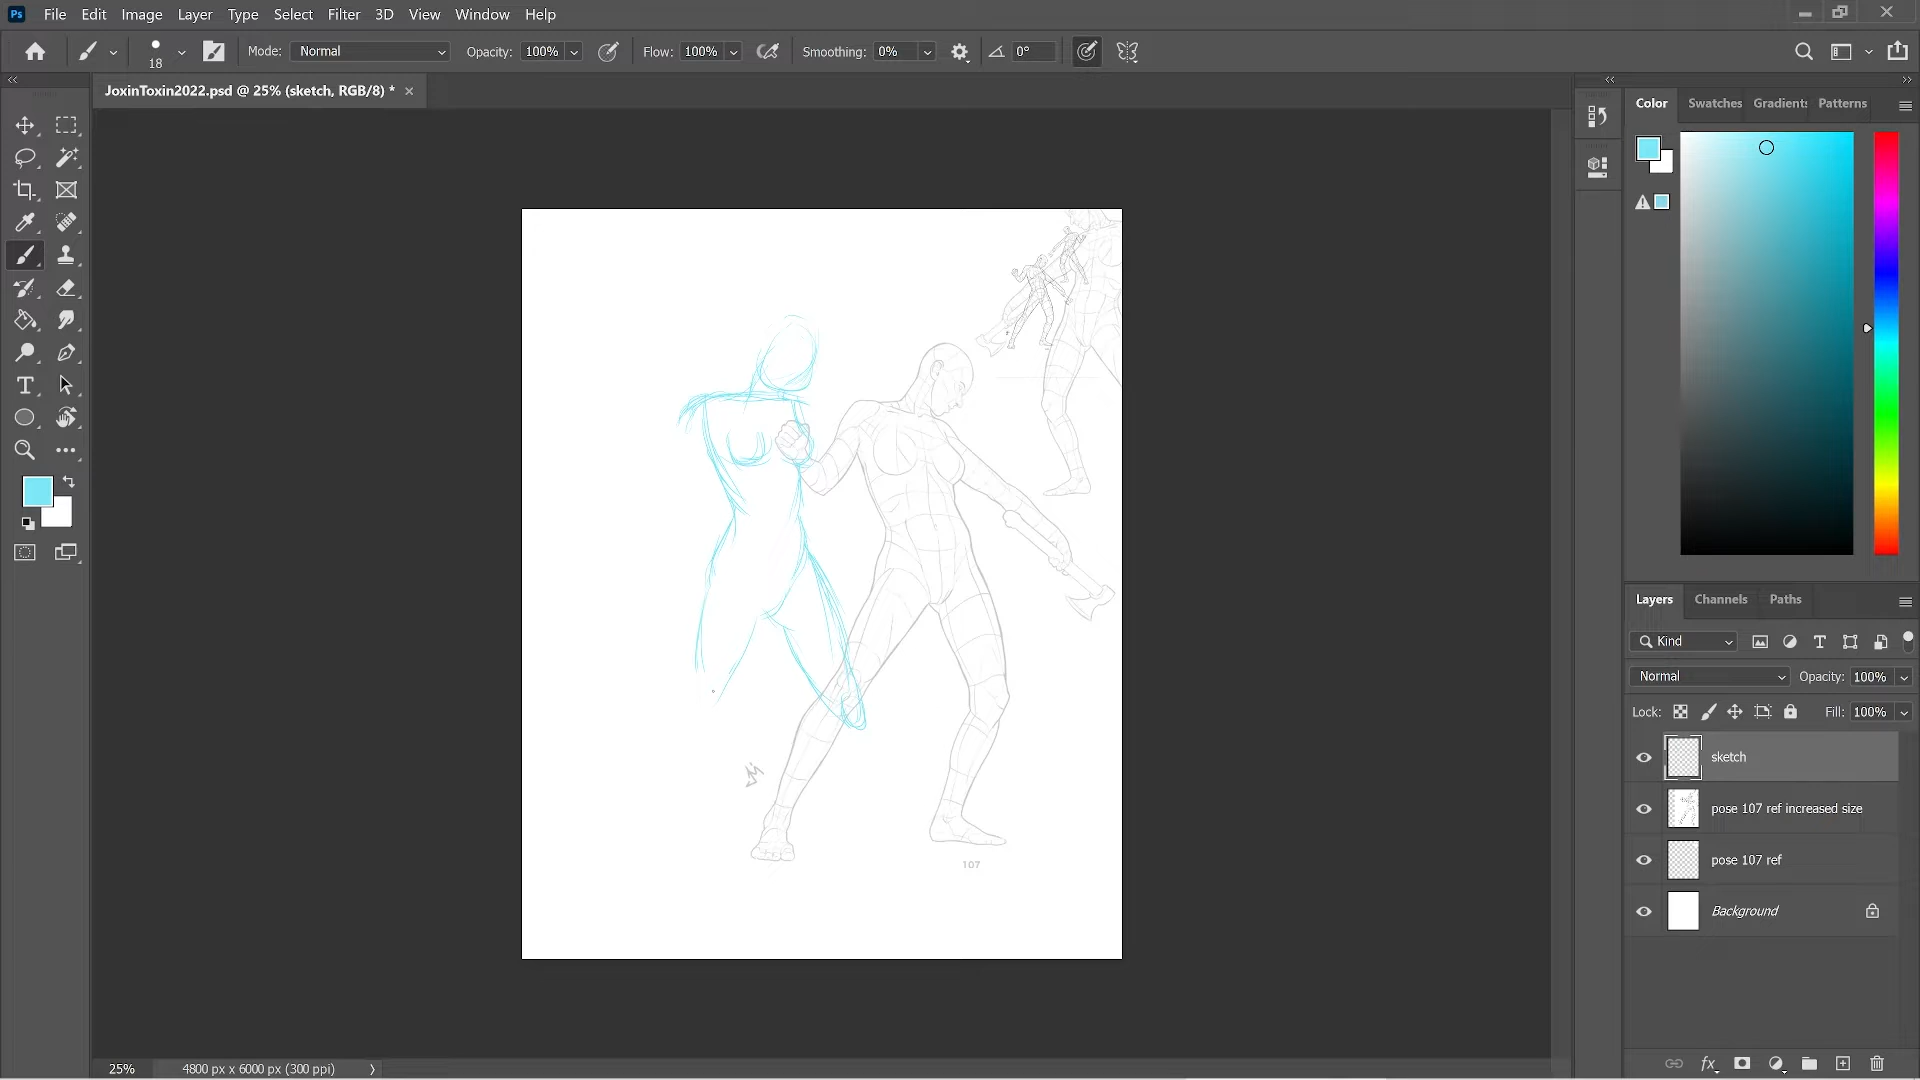 Ps File Edit Image Layer Type Select Filter 3D View Window Help
18 Mode: Normal Opacity: 100% Flow: 100% Smoothing: 0% 0°
JoxinToxin2022.psd @ 25% (sketch, RGB/8) * ×
Color Swatches Gradients Patterns
107
Layers Channels Paths
Kind
Normal Opacity: 100%
Lock: Fill: 100%
sketch
pose 107 ref increased size
pose 107 ref
Background
fx
25% 4800 px x 6000 px (300 ppi)